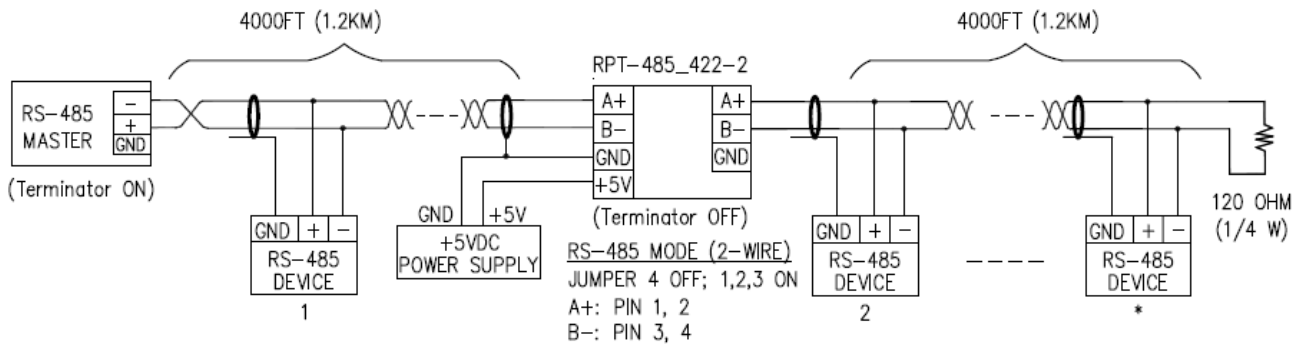 4000FT (1.2KM)
4000FT (1.2KM)
RPT-485_422-2
RS-485
MASTER
-
+
GND
(Terminator ON)
A+
B-
GND
+5V
A+
B-
GND
(Terminator OFF)
GND
+5V
+5VDC
POWER SUPPLY
GND + -
RS-485
DEVICE
1
RS-485 MODE (2-WIRE)
JUMPER 4 OFF; 1,2,3 ON
A+: PIN 1, 2
B-: PIN 3, 4
GND + -
RS-485
DEVICE
2
GND + -
RS-485
DEVICE
*
120 OHM
(1/4 W)